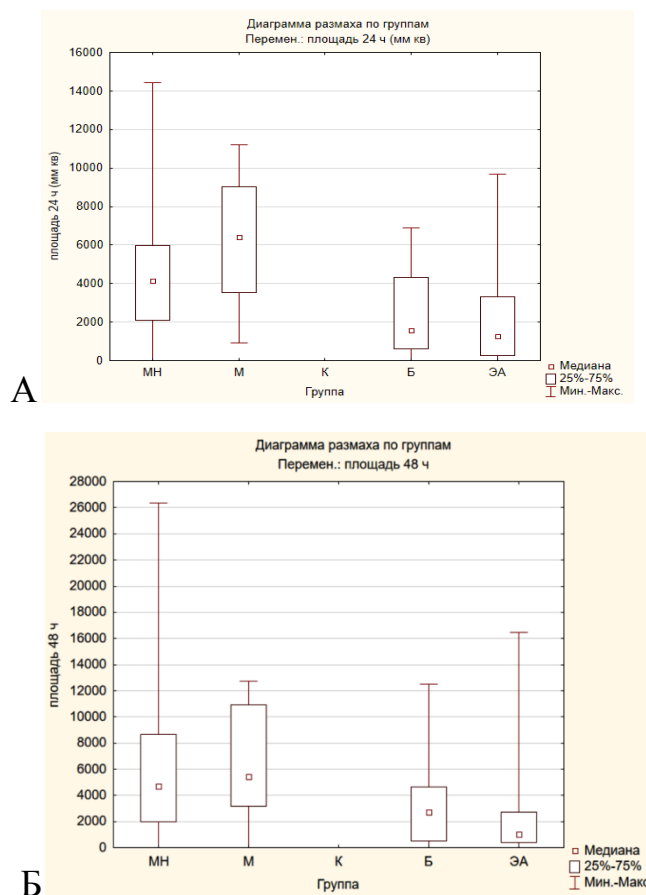 Диаграмма размаха по группам
Перемен.: площадь 24 ч (мм кв)
16000
14000
12000
10000
8000
6000
4000
2000
0
площадь 24 ч (мм кв)
МН М К Б ЭА
Группа
Медиана
25%-75%
Мин.-Макс.
А
Диаграмма размаха по группам
Перемен.: площадь 48 ч
28000
26000
24000
22000
20000
18000
16000
14000
12000
10000
8000
6000
4000
2000
0
площадь 48 ч
МН М К Б ЭА
Группа
Медиана
25%-75%
Мин.-Макс
Б